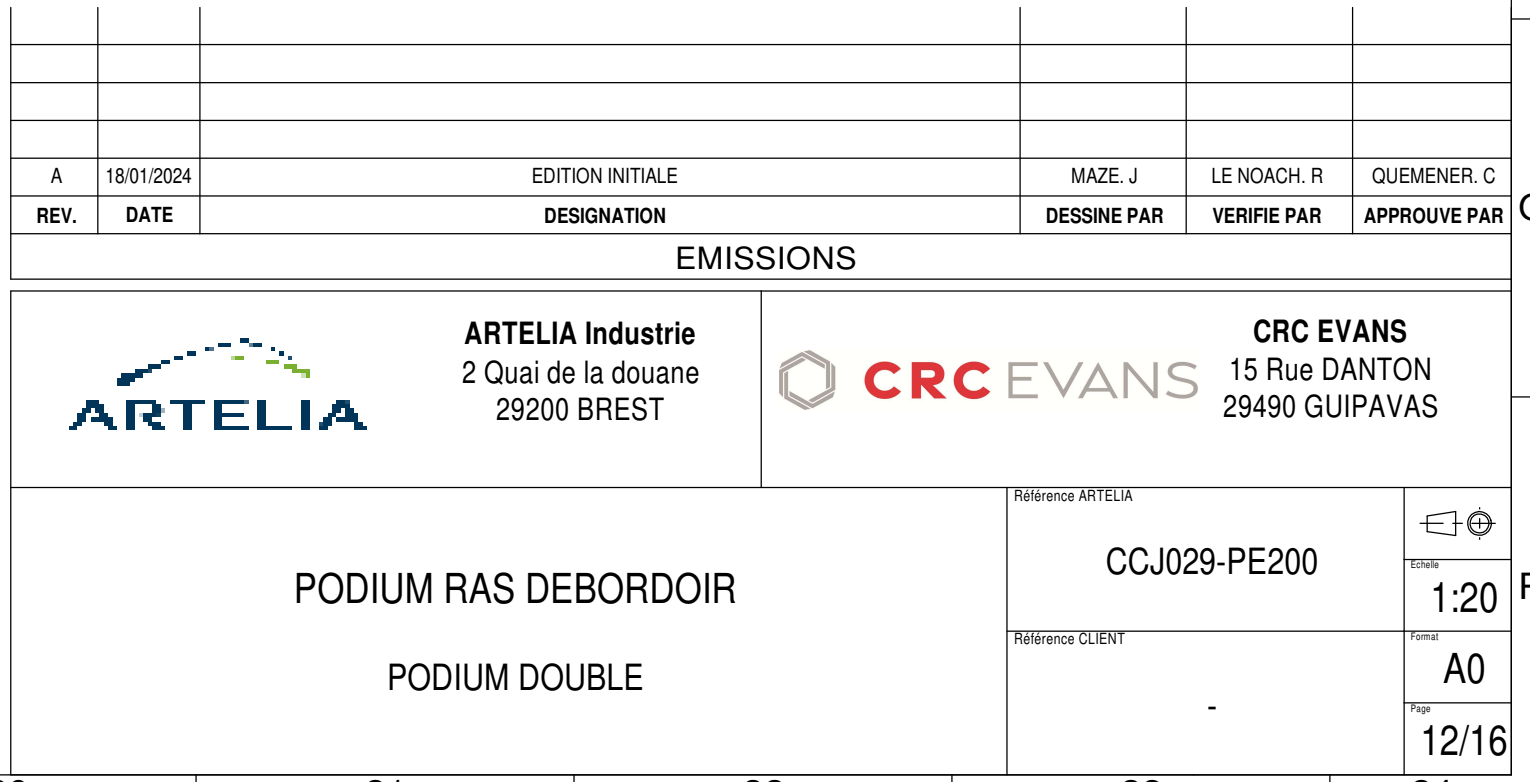 A 18/01/2024 EDITION INITIALE MAZE. J LE NOACH. R QUEMENER. C
REV. DATE DESIGNATION DESSINE PAR VERIFIE PAR APPROUVE PAR
EMISSIONS
ARTELIA
ARTELIA Industrie
2 Quai de la douane
29200 BREST
CRC EVANS
CRC EVANS
15 Rue DANTON
29490 GUIPAVAS
PODIUM RAS DEBORDOIR
PODIUM DOUBLE
Référence ARTELIA
CCJ029-PE200
Référence CLIENT
-
Echelle
1:20
Format
A0
Page
12/16